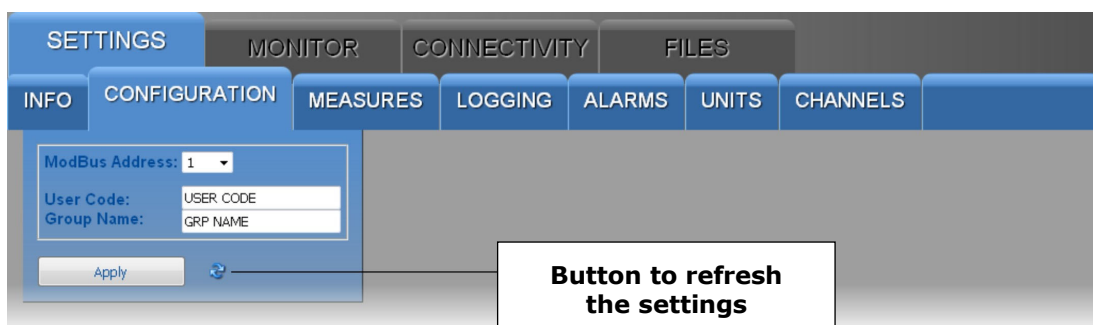 SETTINGS MONITOR CONNECTIVITY FILES
INFO CONFIGURATION MEASURES LOGGING ALARMS UNITS CHANNELS
ModBus Address: 1
User Code: USER CODE
Group Name: GRP NAME
Apply
Button to refresh
the settings